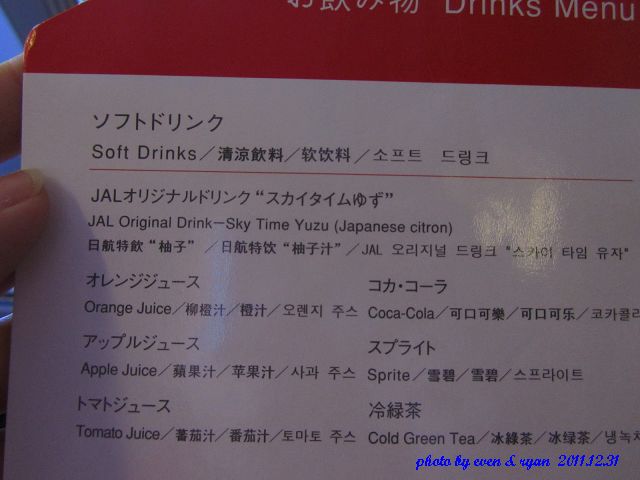 お飲み物 Drinks Menu
ソフトドリンク
Soft Drinks／清涼飲料／软饮料／소프트 드링크
JALオリジナルドリンク“スカイタイムゆず”
JAL Original Drink−Sky Time Yuzu (Japanese citron)
日航特飲“柚子”／日航特饮“柚子汁”／JAL 오리지널 드링크 "스카이 타임 유자"
オレンジジュース
Orange Juice／柳橙汁／橙汁／오렌지 주스
コカ・コーラ
Coca-Cola／可口可樂／可口可乐／코카콜라
アップルジュース
Apple Juice／蘋果汁／苹果汁／사과 주스
スプライト
Sprite／雪碧／雪碧／스프라이트
トマトジュース
Tomato Juice／蕃茄汁／番茄汁／토마토 주스
冷緑茶
Cold Green Tea／冰綠茶／冰绿茶／냉녹차
photo by even & ryan 2011.12.31